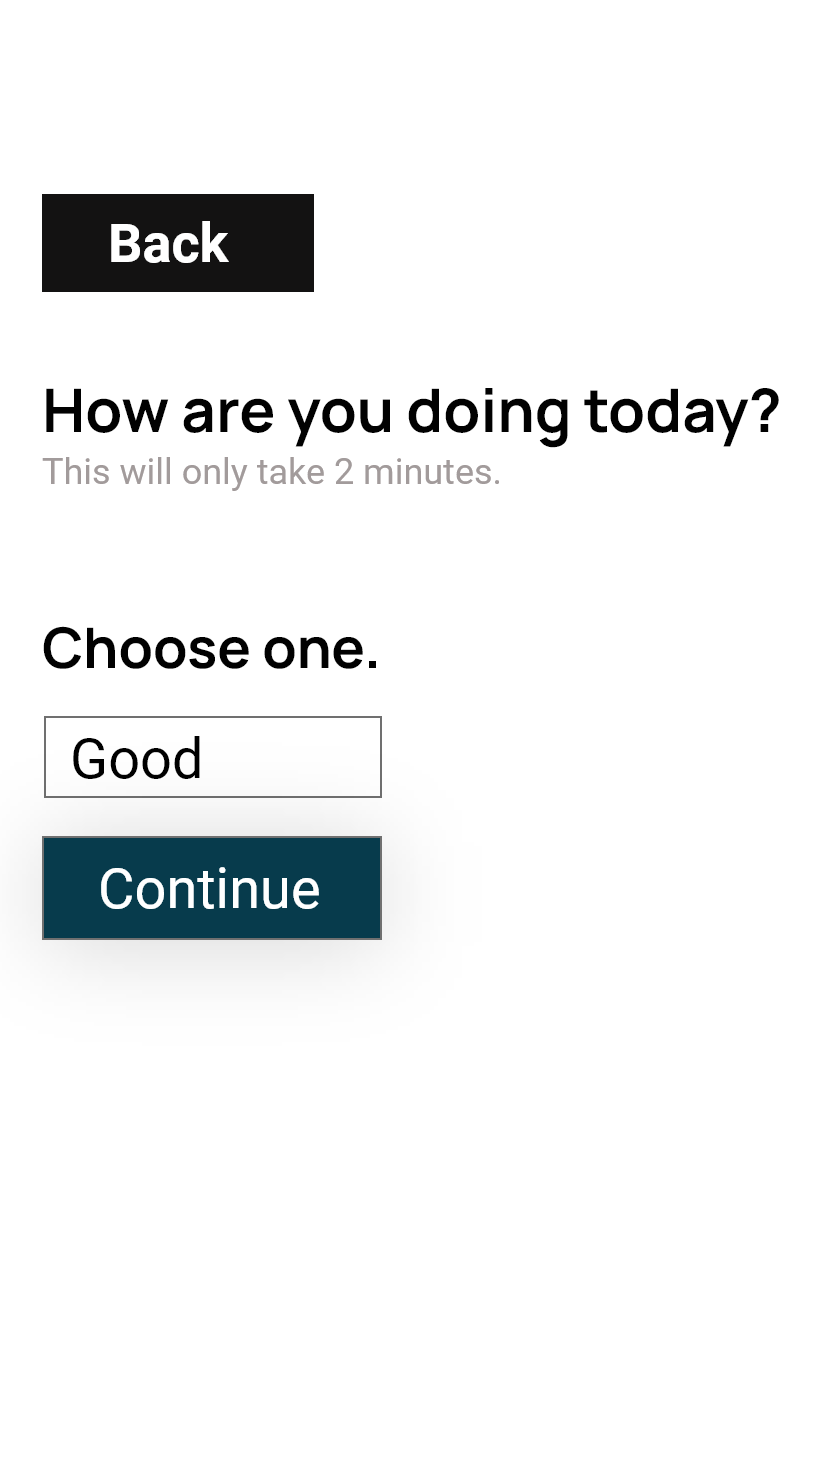 Back
How are you doing today?
This will only take 2 minutes.
Choose one.
Good
Continue